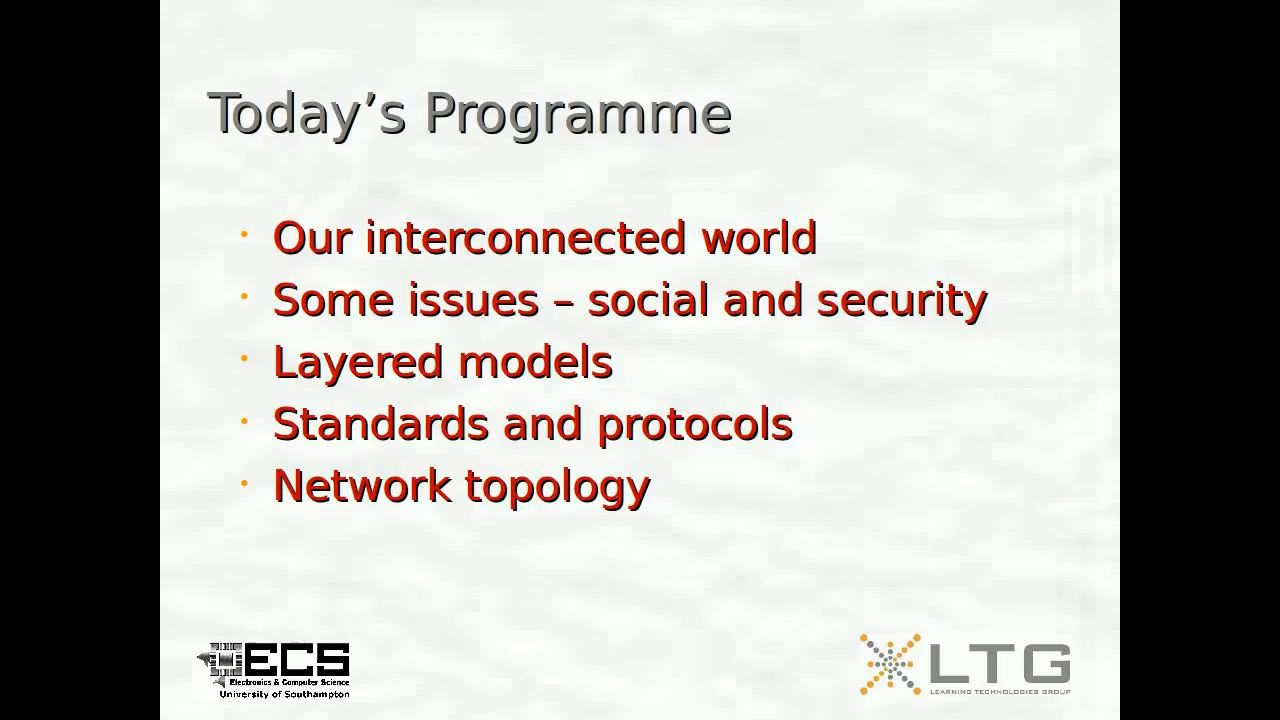 Today’s Programme
• Our interconnected world
• Some issues – social and security
• Layered models
• Standards and protocols
• Network topology
ECS
Electronics & Computer Science
University of Southampton
LTG
LEARNING TECHNOLOGIES GROUP